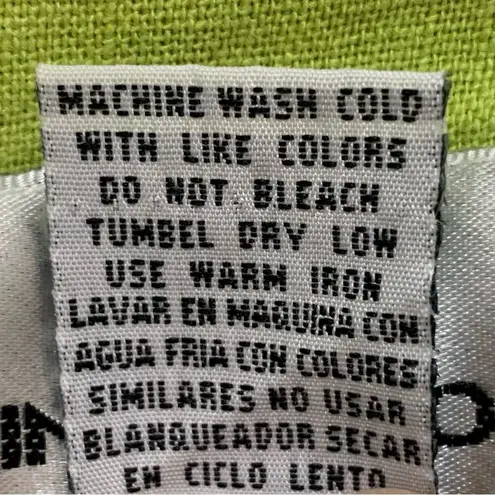 MACHINE WASH COLD
WITH LIKE COLORS
DO NOT. BLEACH
TUMBEL DRY LOW
USE WARM IRON
LAVAR EN MAQUINA CON
AGUA FRIA CON COLORES
SIMILARES NO USAR
BLANQUEADOR SECAR
EN CICLO LENTO